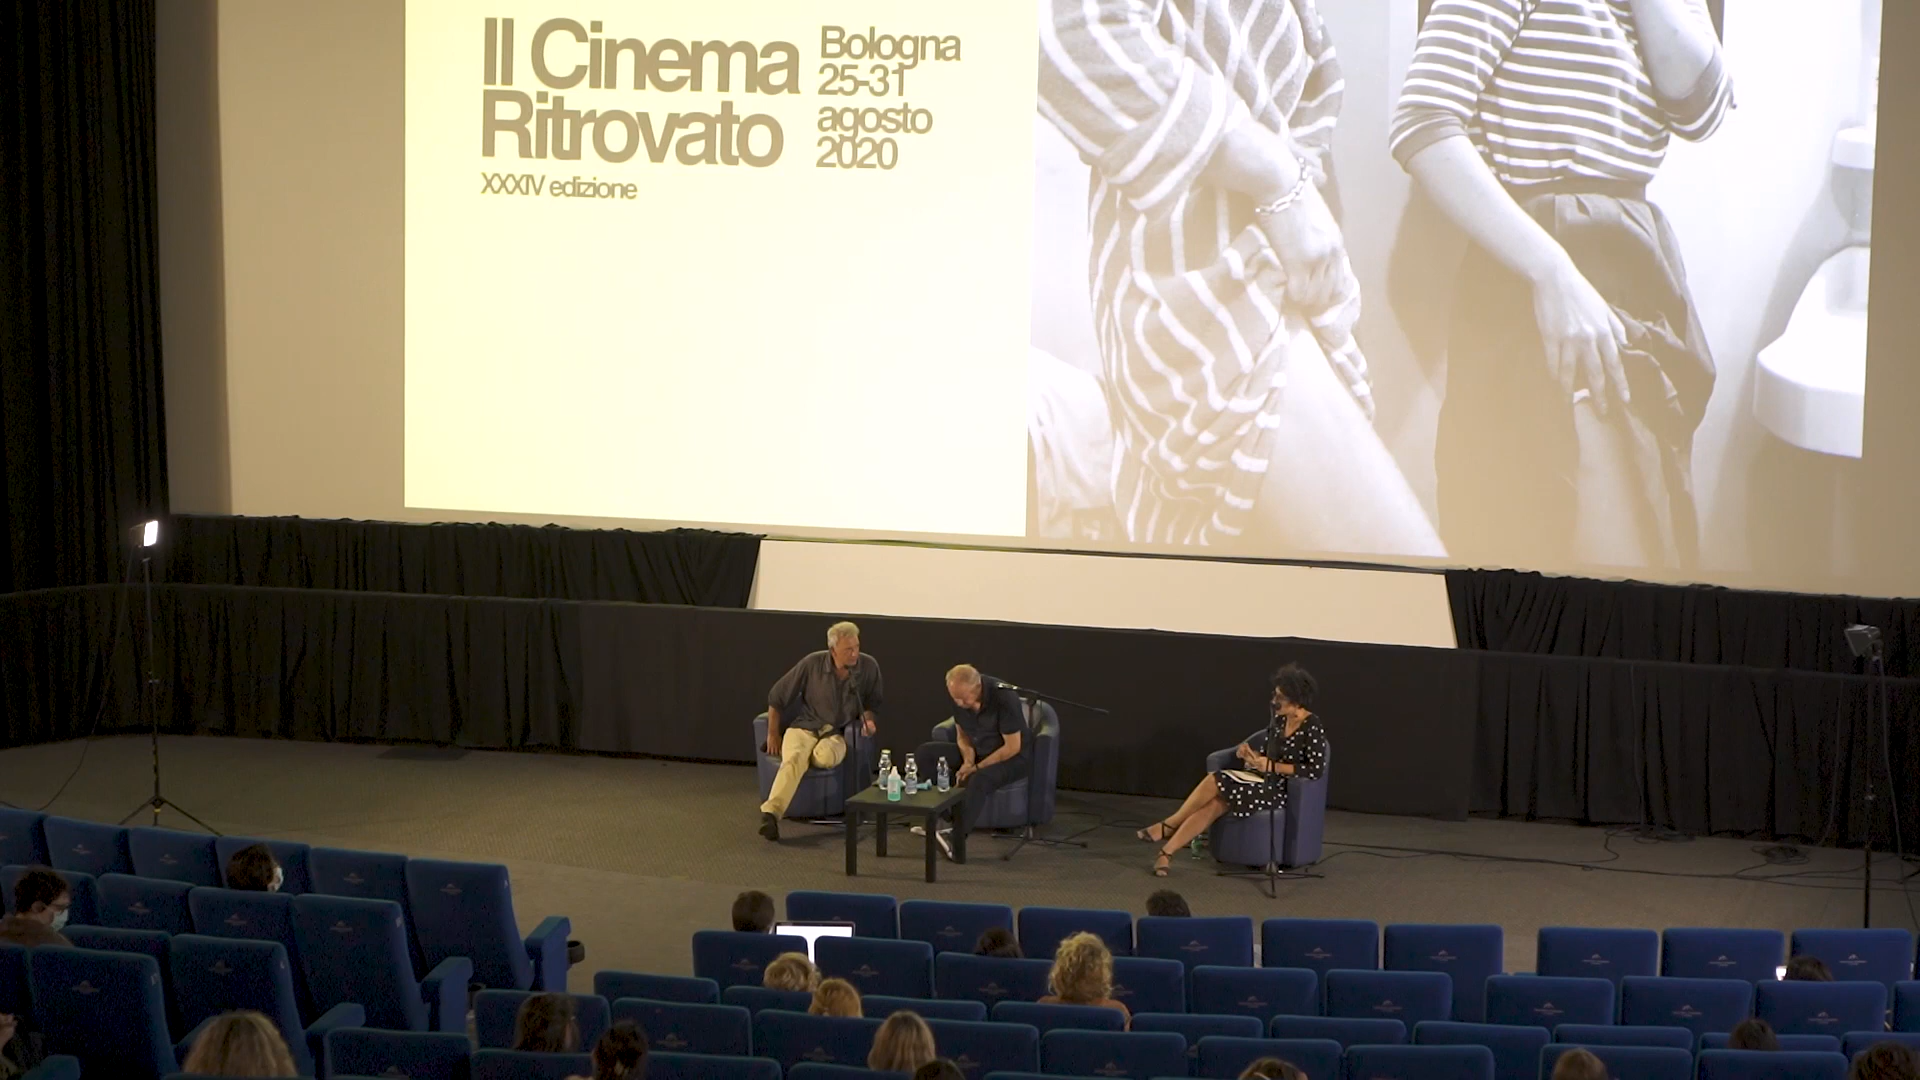 Il Cinema
Ritrovato
XXXIV edizione
Bologna
25-31
agosto
2020